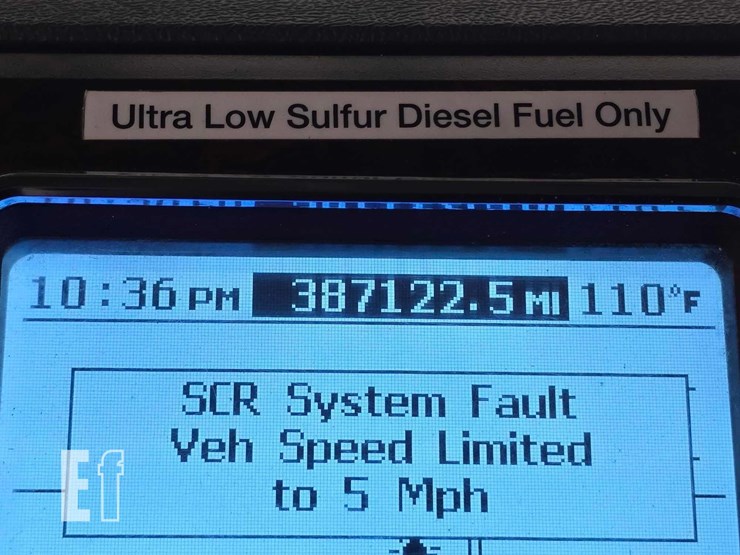 Ultra Low Sulfur Diesel Fuel Only
10:36 PM 387122.5 MI 110°F
SCR System Fault
Veh Speed Limited
to 5 Mph
Ef